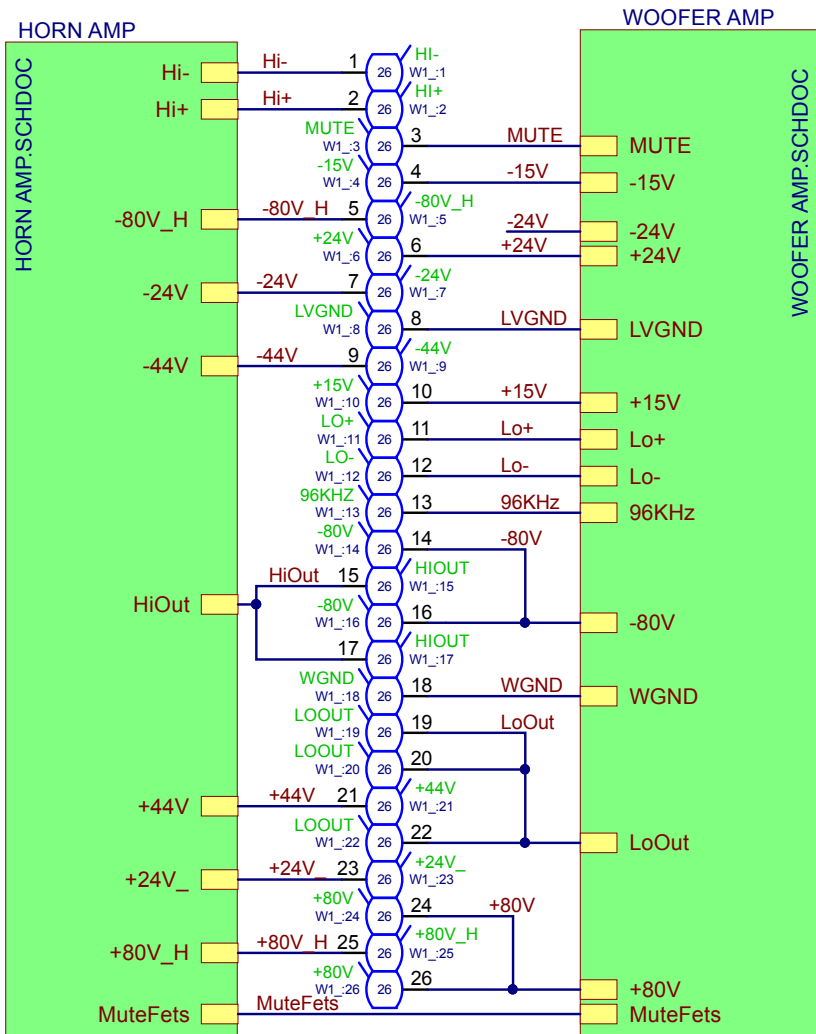 HORN AMP
WOOFER AMP
HORN AMP.SCHDOC
WOOFER AMP.SCHDOC
Hi- Hi- 1 26 HI- W1_:1
Hi+ Hi+ 2 26 HI+ W1_:2
MUTE W1_:3 26 3 MUTE MUTE
-15V W1_:4 26 4 -15V -15V
-80V_H -80V_H 5 26 -80V_H W1_:5
-24V -24V
+24V W1_:6 26 6 +24V +24V
-24V -24V 7 26 -24V W1_:7
LVGND W1_:8 26 8 LVGND LVGND
-44V -44V 9 26 -44V W1_:9
+15V W1_:10 26 10 +15V +15V
LO+ W1_:11 26 11 Lo+ Lo+
LO- W1_:12 26 12 Lo- Lo-
96KHZ W1_:13 26 13 96KHz 96KHz
-80V W1_:14 26 14 -80V
HiOut HiOut 15 26 HIOUT W1_:15
-80V W1_:16 26 16 -80V
17 26 HIOUT W1_:17
WGND W1_:18 26 18 WGND WGND
LOOUT W1_:19 26 19 LoOut
LOOUT W1_:20 26 20
+44V +44V 21 26 +44V W1_:21
LOOUT W1_:22 26 22 LoOut
+24V_ +24V_ 23 26 +24V_ W1_:23
+80V W1_:24 26 24 +80V
+80V_H +80V_H 25 26 +80V_H W1_:25
+80V W1_:26 26 26 +80V
MuteFets MuteFets MuteFets